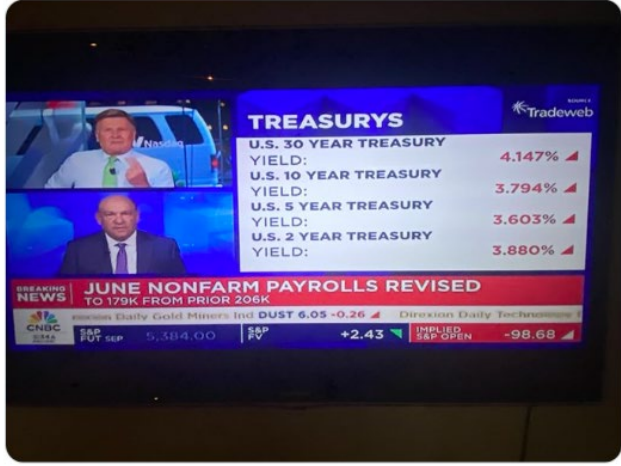 Nasdaq
TREASURYS
SOURCE
Tradeweb
U.S. 30 YEAR TREASURY
YIELD: 4.147%
U.S. 10 YEAR TREASURY
YIELD: 3.794%
U.S. 5 YEAR TREASURY
YIELD: 3.603%
U.S. 2 YEAR TREASURY
YIELD: 3.880%
BREAKING
NEWS
JUNE NONFARM PAYROLLS REVISED
TO 179K FROM PRIOR 206K
Daily Gold Miners Ind DUST 6.05 -0.26 Direxion Daily
CNBC
S&P
FUT SEP 5,384.00
S&P
FV +2.43
IMPLIED
S&P OPEN -98.68